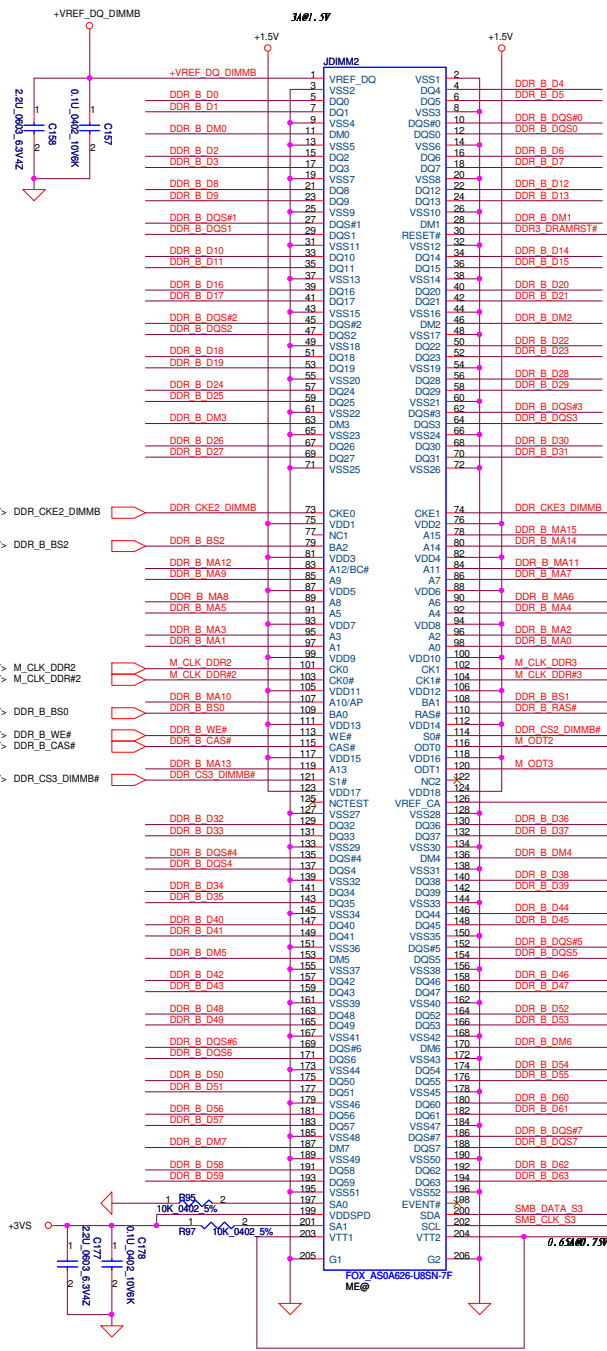 +VREF_DQ_DIMMB
3A@1.5V
+1.5V +1.5V
JDIMM2
2.2U_0603_6.3V4Z
C158
1
2
0.1U_0402_10V6K
C157
1
2
+VREF_DQ_DIMMB 1 VREF_DQ VSS1 2
3 VSS2 DQ4 4 DDR_B_D4
DDR_B_D0 5 DQ0 DQ5 6 DDR_B_D5
DDR_B_D1 7 DQ1 VSS3 8
9 VSS4 DQS#0 10 DDR_B_DQS#0
DDR_B_DM0 11 DM0 DQS0 12 DDR_B_DQS0
13 VSS5 VSS6 14
DDR_B_D2 15 DQ2 DQ6 16 DDR_B_D6
DDR_B_D3 17 DQ3 DQ7 18 DDR_B_D7
19 VSS7 VSS8 20
DDR_B_D8 21 DQ8 DQ12 22 DDR_B_D12
DDR_B_D9 23 DQ9 DQ13 24 DDR_B_D13
25 VSS9 VSS10 26
DDR_B_DQS#1 27 DQS#1 DM1 28 DDR_B_DM1
DDR_B_DQS1 29 DQS1 RESET# 30 DDR3_DRAMRST#
31 VSS11 VSS12 32
DDR_B_D10 33 DQ10 DQ14 34 DDR_B_D14
DDR_B_D11 35 DQ11 DQ15 36 DDR_B_D15
37 VSS13 VSS14 38
DDR_B_D16 39 DQ16 DQ20 40 DDR_B_D20
DDR_B_D17 41 DQ17 DQ21 42 DDR_B_D21
43 VSS15 VSS16 44
DDR_B_DQS#2 45 DQS#2 DM2 46 DDR_B_DM2
DDR_B_DQS2 47 DQS2 VSS17 48
49 VSS18 DQ22 50 DDR_B_D22
DDR_B_D18 51 DQ18 DQ23 52 DDR_B_D23
DDR_B_D19 53 DQ19 VSS19 54
55 VSS20 DQ28 56 DDR_B_D28
DDR_B_D24 57 DQ24 DQ29 58 DDR_B_D29
DDR_B_D25 59 DQ25 VSS21 60
61 VSS22 DQS#3 62 DDR_B_DQS#3
DDR_B_DM3 63 DM3 DQS3 64 DDR_B_DQS3
65 VSS23 VSS24 66
DDR_B_D26 67 DQ26 DQ30 68 DDR_B_D30
DDR_B_D27 69 DQ27 DQ31 70 DDR_B_D31
71 VSS25 VSS26 72
> DDR_CKE2_DIMMB DDR_CKE2_DIMMB 73 CKE0 CKE1 74 DDR_CKE3_DIMMB
75 VDD1 VDD2 76
77 NC1 A15 78 DDR_B_MA15
> DDR_B_BS2 DDR_B_BS2 79 BA2 A14 80 DDR_B_MA14
81 VDD3 VDD4 82
DDR_B_MA12 83 A12/BC# A11 84 DDR_B_MA11
DDR_B_MA9 85 A9 A7 86 DDR_B_MA7
87 VDD5 VDD6 88
DDR_B_MA8 89 A8 A6 90 DDR_B_MA6
DDR_B_MA5 91 A5 A4 92 DDR_B_MA4
93 VDD7 VDD8 94
DDR_B_MA3 95 A3 A2 96 DDR_B_MA2
DDR_B_MA1 97 A1 A0 98 DDR_B_MA0
99 VDD9 VDD10 100
> M_CLK_DDR2 M_CLK_DDR2 101 CK0 CK1 102 M_CLK_DDR3
> M_CLK_DDR#2 M_CLK_DDR#2 103 CK0# CK1# 104 M_CLK_DDR#3
105 VDD11 VDD12 106
DDR_B_MA10 107 A10/AP BA1 108 DDR_B_BS1
> DDR_B_BS0 DDR_B_BS0 109 BA0 RAS# 110 DDR_B_RAS#
111 VDD13 VDD14 112
> DDR_B_WE# DDR_B_WE# 113 WE# S0# 114 DDR_CS2_DIMMB#
> DDR_B_CAS# DDR_B_CAS# 115 CAS# ODT0 116 M_ODT2
117 VDD15 VDD16 118
DDR_B_MA13 119 A13 ODT1 120 M_ODT3
> DDR_CS3_DIMMB# DDR_CS3_DIMMB# 121 S1# NC2 122
123 VDD17 VDD18 124
125 NCTEST VREF_CA 126
127 VSS27 VSS28 128
DDR_B_D32 129 DQ32 DQ36 130 DDR_B_D36
DDR_B_D33 131 DQ33 DQ37 132 DDR_B_D37
133 VSS29 VSS30 134
DDR_B_DQS#4 135 DQS#4 DM4 136 DDR_B_DM4
DDR_B_DQS4 137 DQS4 VSS31 138
139 VSS32 DQ38 140 DDR_B_D38
DDR_B_D34 141 DQ34 DQ39 142 DDR_B_D39
DDR_B_D35 143 DQ35 VSS33 144
145 VSS34 DQ44 146 DDR_B_D44
DDR_B_D40 147 DQ40 DQ45 148 DDR_B_D45
DDR_B_D41 149 DQ41 VSS35 150
151 VSS36 DQS#5 152 DDR_B_DQS#5
DDR_B_DM5 153 DM5 DQS5 154 DDR_B_DQS5
155 VSS37 VSS38 156
DDR_B_D42 157 DQ42 DQ46 158 DDR_B_D46
DDR_B_D43 159 DQ43 DQ47 160 DDR_B_D47
161 VSS39 VSS40 162
DDR_B_D48 163 DQ48 DQ52 164 DDR_B_D52
DDR_B_D49 165 DQ49 DQ53 166 DDR_B_D53
167 VSS41 VSS42 168
DDR_B_DQS#6 169 DQS#6 DM6 170 DDR_B_DM6
DDR_B_DQS6 171 DQS6 VSS43 172
173 VSS44 DQ54 174 DDR_B_D54
DDR_B_D50 175 DQ50 DQ55 176 DDR_B_D55
DDR_B_D51 177 DQ51 VSS45 178
179 VSS46 DQ60 180 DDR_B_D60
DDR_B_D56 181 DQ56 DQ61 182 DDR_B_D61
DDR_B_D57 183 DQ57 VSS47 184
185 VSS48 DQS#7 186 DDR_B_DQS#7
DDR_B_DM7 187 DM7 DQS7 188 DDR_B_DQS7
189 VSS49 VSS50 190
DDR_B_D58 191 DQ58 DQ62 192 DDR_B_D62
DDR_B_D59 193 DQ59 DQ63 194 DDR_B_D63
195 VSS51 VSS52 196
1 R95 2 197 SA0 EVENT# 198
10K_0402_5% 199 VDDSPD SDA 200 SMB_DATA_S3
+3VS 1 2 201 SA1 SCL 202 SMB_CLK_S3
R97 10K_0402_5% 203 VTT1 VTT2 204
0.65A@0.75V
2.2U_0603_6.3V4Z
C177
1
2
0.1U_0402_10V6K
C178
1
2
205 G1 G2 206
FOX_AS0A626-U8SN-7F
ME@